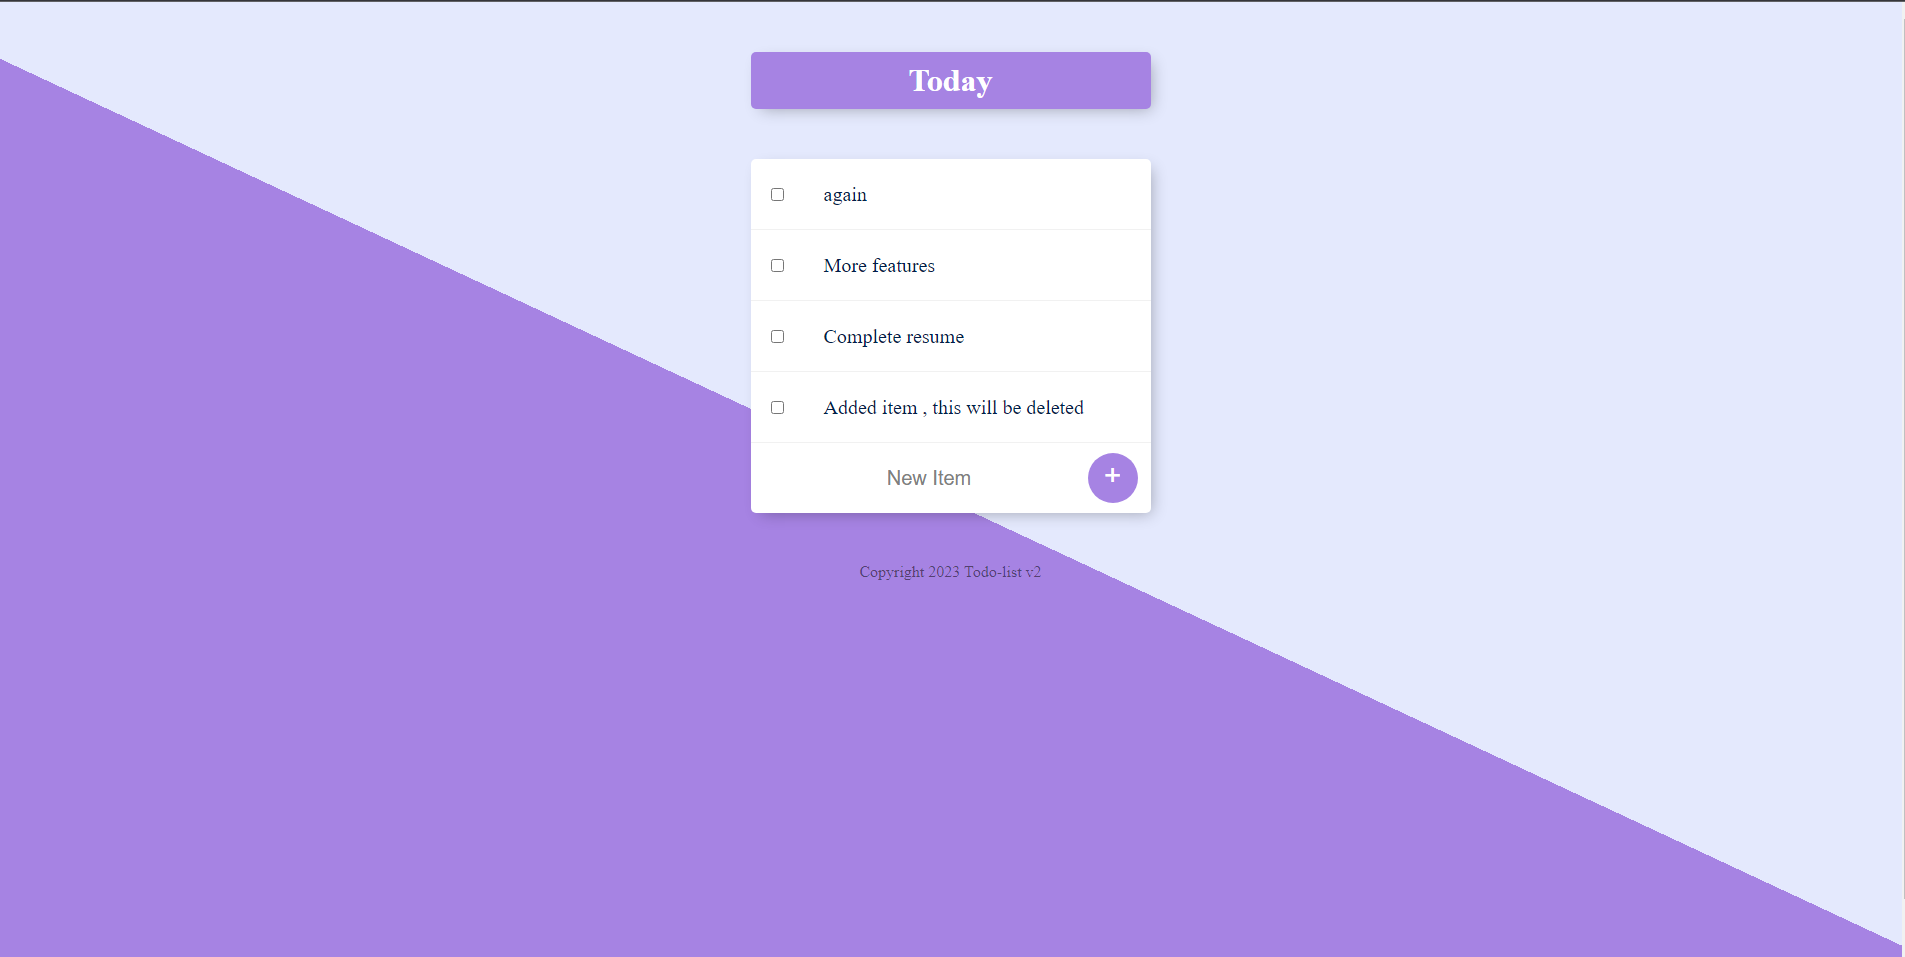 Today
again
More features
Complete resume
Added item , this will be deleted
New Item
+
Copyright 2023 Todo-list v2